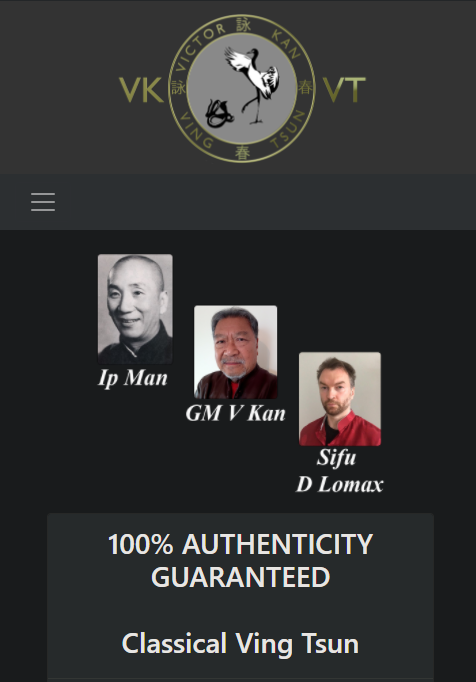 VK
詠
VICTOR KAN
詠 春
VING TSUN
春
VT
Ip Man
GM V Kan
Sifu
D Lomax
100% AUTHENTICITY
GUARANTEED
Classical Ving Tsun